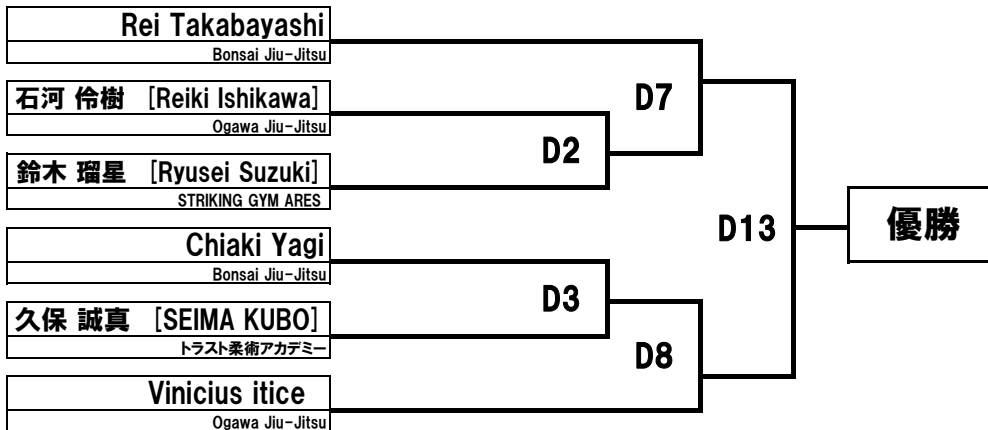 Rei Takabayashi
Bonsai Jiu-Jitsu
石河 伶樹 [Reiki Ishikawa]
Ogawa Jiu-Jitsu
鈴木 瑠星 [Ryusei Suzuki]
STRIKING GYM ARES
Chiaki Yagi
Bonsai Jiu-Jitsu
久保 誠真 [SEIMA KUBO]
トラスト柔術アカデミー
Vinicius itice
Ogawa Jiu-Jitsu
D2
D3
D7
D8
D13
優勝